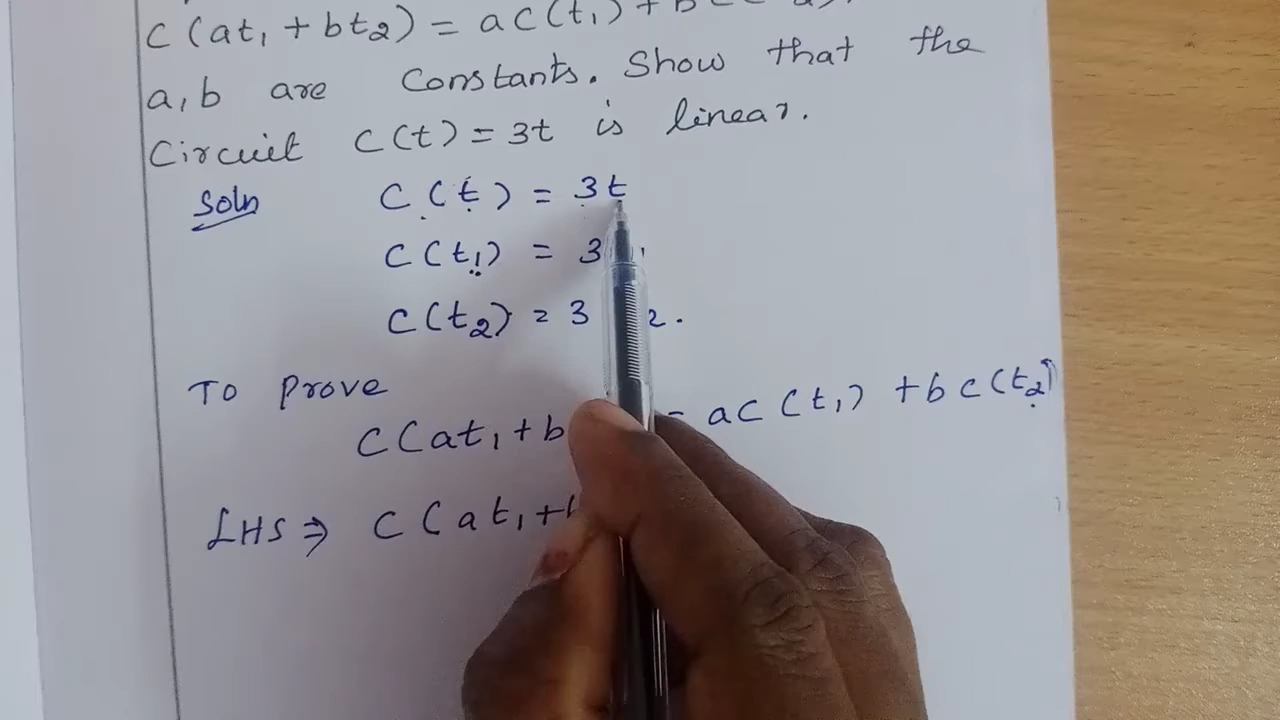 C(at₁ + bt₂) = aC(t₁) + b
a, b are constants. Show that the
Circuit C(t) = 3t is linear.
Soln C(t) = 3t
C(t₁) = 3
C(t₂) = 3 ₂.
To prove
C(at₁ + b = aC(t₁) + bC(t₂)
LHS ⇒ C(at₁ +